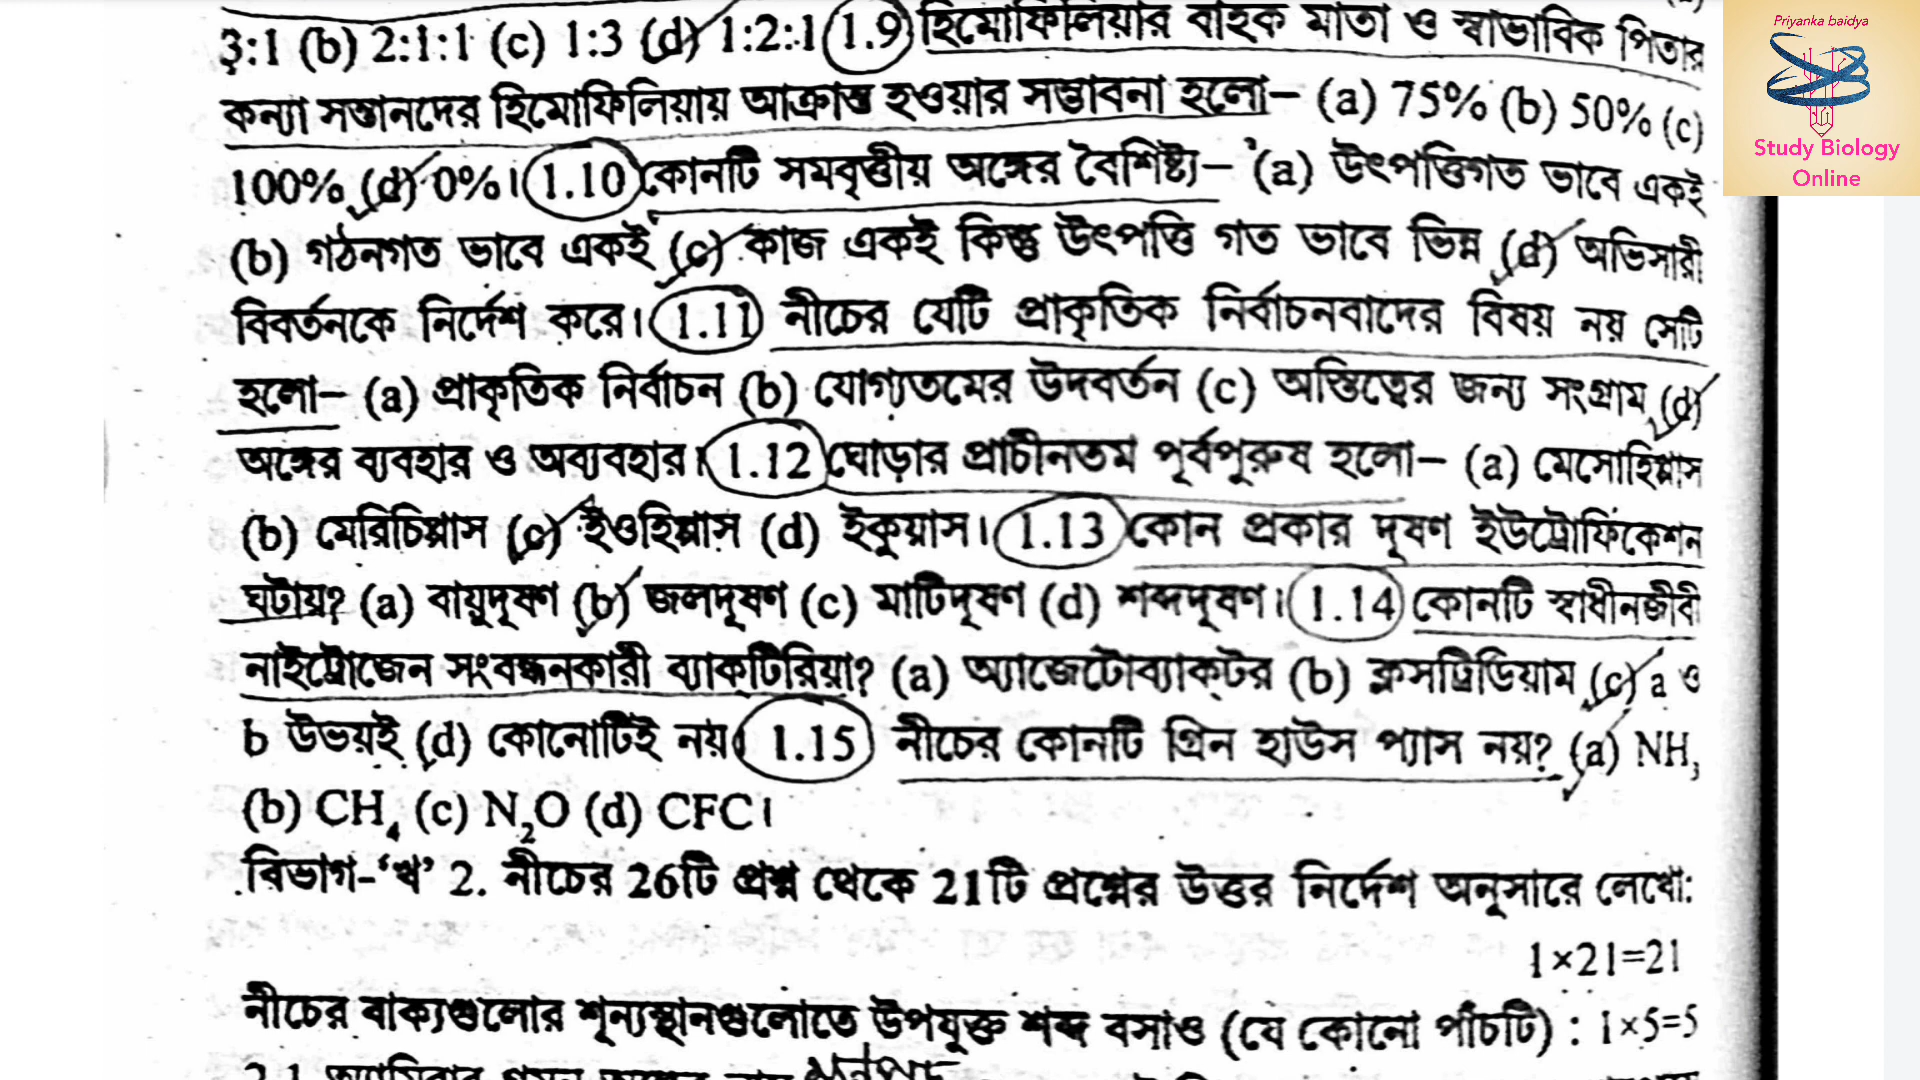 3:1 (b) 2:1:1 (c) 1:3 (d) 1:2:1 1.9 হিমোফিলিয়ার বাহক মাতা ও স্বাভাবিক পিতার
কন্যা সন্তানদের হিমোফিলিয়ায় আক্রান্ত হওয়ার সম্ভাবনা হলো– (a) 75% (b) 50% (c)
100% (d) 0%। 1.10 কোনটি সমবৃত্তীয় অঙ্গের বৈশিষ্ট্য– (a) উৎপত্তিগত ভাবে একই
(b) গঠনগত ভাবে একই (c) কাজ একই কিন্তু উৎপত্তি গত ভাবে ভিন্ন (d) অভিসারী
বিবর্তনকে নির্দেশ করে। 1.11 নীচের যেটি প্রাকৃতিক নির্বাচনবাদের বিষয় নয় সেটি
হলো– (a) প্রাকৃতিক নির্বাচন (b) যোগ্যতমের উদবর্তন (c) অস্তিত্বের জন্য সংগ্রাম (d)
অঙ্গের ব্যবহার ও অব্যবহার। 1.12 ঘোড়ার প্রাচীনতম পূর্বপুরুষ হলো– (a) মেসোহিপ্পাস
(b) মেরিচিপ্পাস (c) ইওহিপ্পাস (d) ইকুয়াস। 1.13 কোন প্রকার দূষণ ইউট্রোফিকেশন
ঘটায়? (a) বায়ুদূষণ (b) জলদূষণ (c) মাটিদূষণ (d) শব্দদূষণ। 1.14 কোনটি স্বাধীনজীবী
নাইট্রোজেন সংবন্ধনকারী ব্যাক্‌টিরিয়া? (a) অ্যাজেটোব্যাক্‌টর (b) ক্লসট্রিডিয়াম (c) a ও
b উভয়ই (d) কোনোটিই নয়। 1.15 নীচের কোনটি গ্রিন হাউস প্যাস নয়? (a) NH₃
(b) CH₄ (c) N₂O (d) CFC।
বিভাগ-‘খ’ 2. নীচের 26টি প্রশ্ন থেকে 21টি প্রশ্নের উত্তর নির্দেশ অনুসারে লেখো:
1×21=21
নীচের বাক্যগুলোর শূন্যস্থানগুলোতে উপযুক্ত শব্দ বসাও (যে কোনো পাঁচটি) : 1×5=5
Priyanka baidya
Study Biology
Online